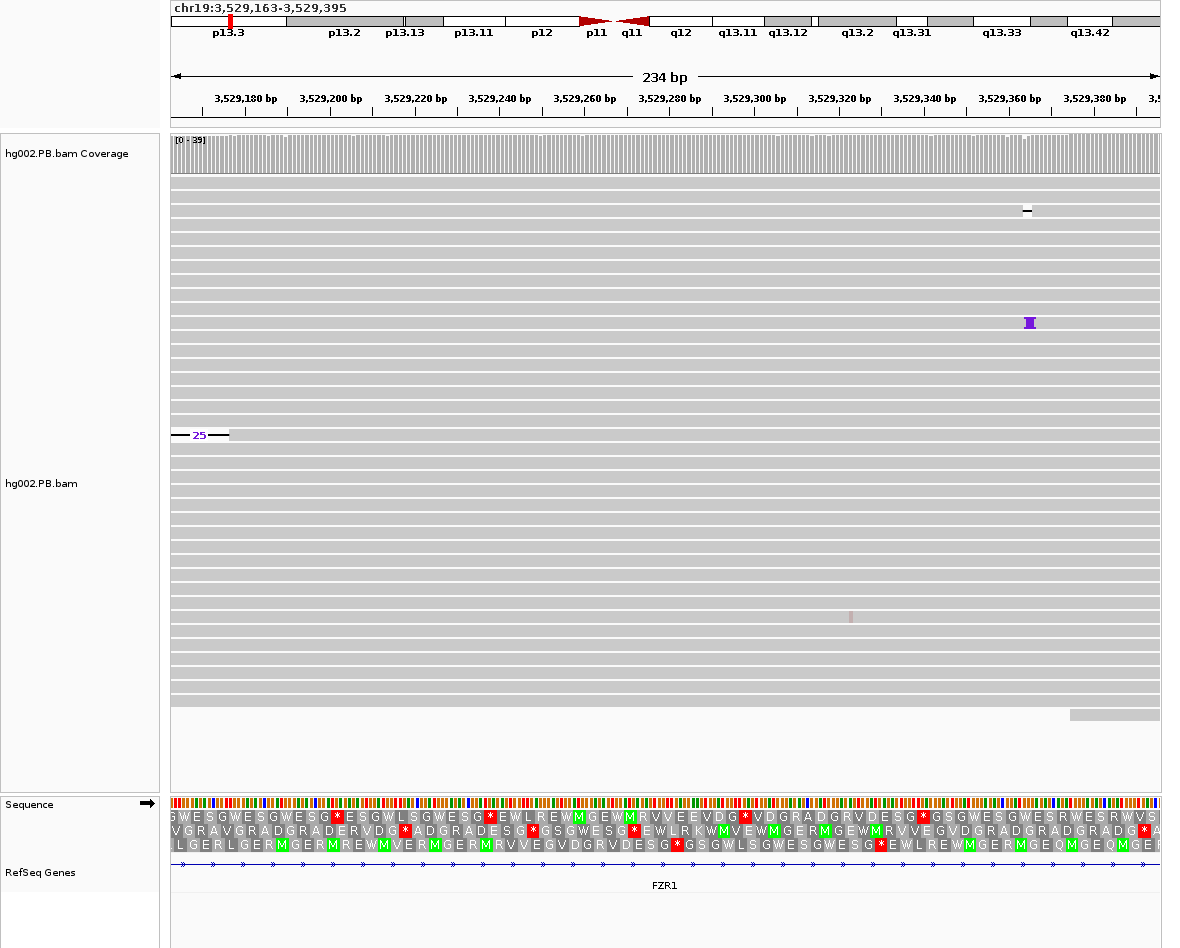 chr19:3,529,163-3,529,395
p13.3 p13.2 p13.13 p13.11 p12 p11 q11 q12 q13.11 q13.12 q13.2 q13.31 q13.33 q13.42
234 bp
3,529,180 bp 3,529,200 bp 3,529,220 bp 3,529,240 bp 3,529,260 bp 3,529,280 bp 3,529,300 bp 3,529,320 bp 3,529,340 bp 3,529,360 bp 3,529,380 bp
[0 - 39]
hg002.PB.bam Coverage
25
hg002.PB.bam
Sequence
GWESGWESGWESG*ESGWLSGWESG*EWLREWMGEWMRVVEEVDG*VDGRADGRVDESG*GSGWESGWESRWESRWVS
VGRAVGRADGRADERVDG*ADGRADESG*GSGWESG*EWLRKWMVEWMGERMGEWMRVVEGVDGRADGRADGRADG*A
LGERLGERMGERMREWMVERMGERMRVVEGVDGRVDESG*GSGWLSGWESGWESG*EWLREWMGERMGEQMGEQMGE
RefSeq Genes
FZR1